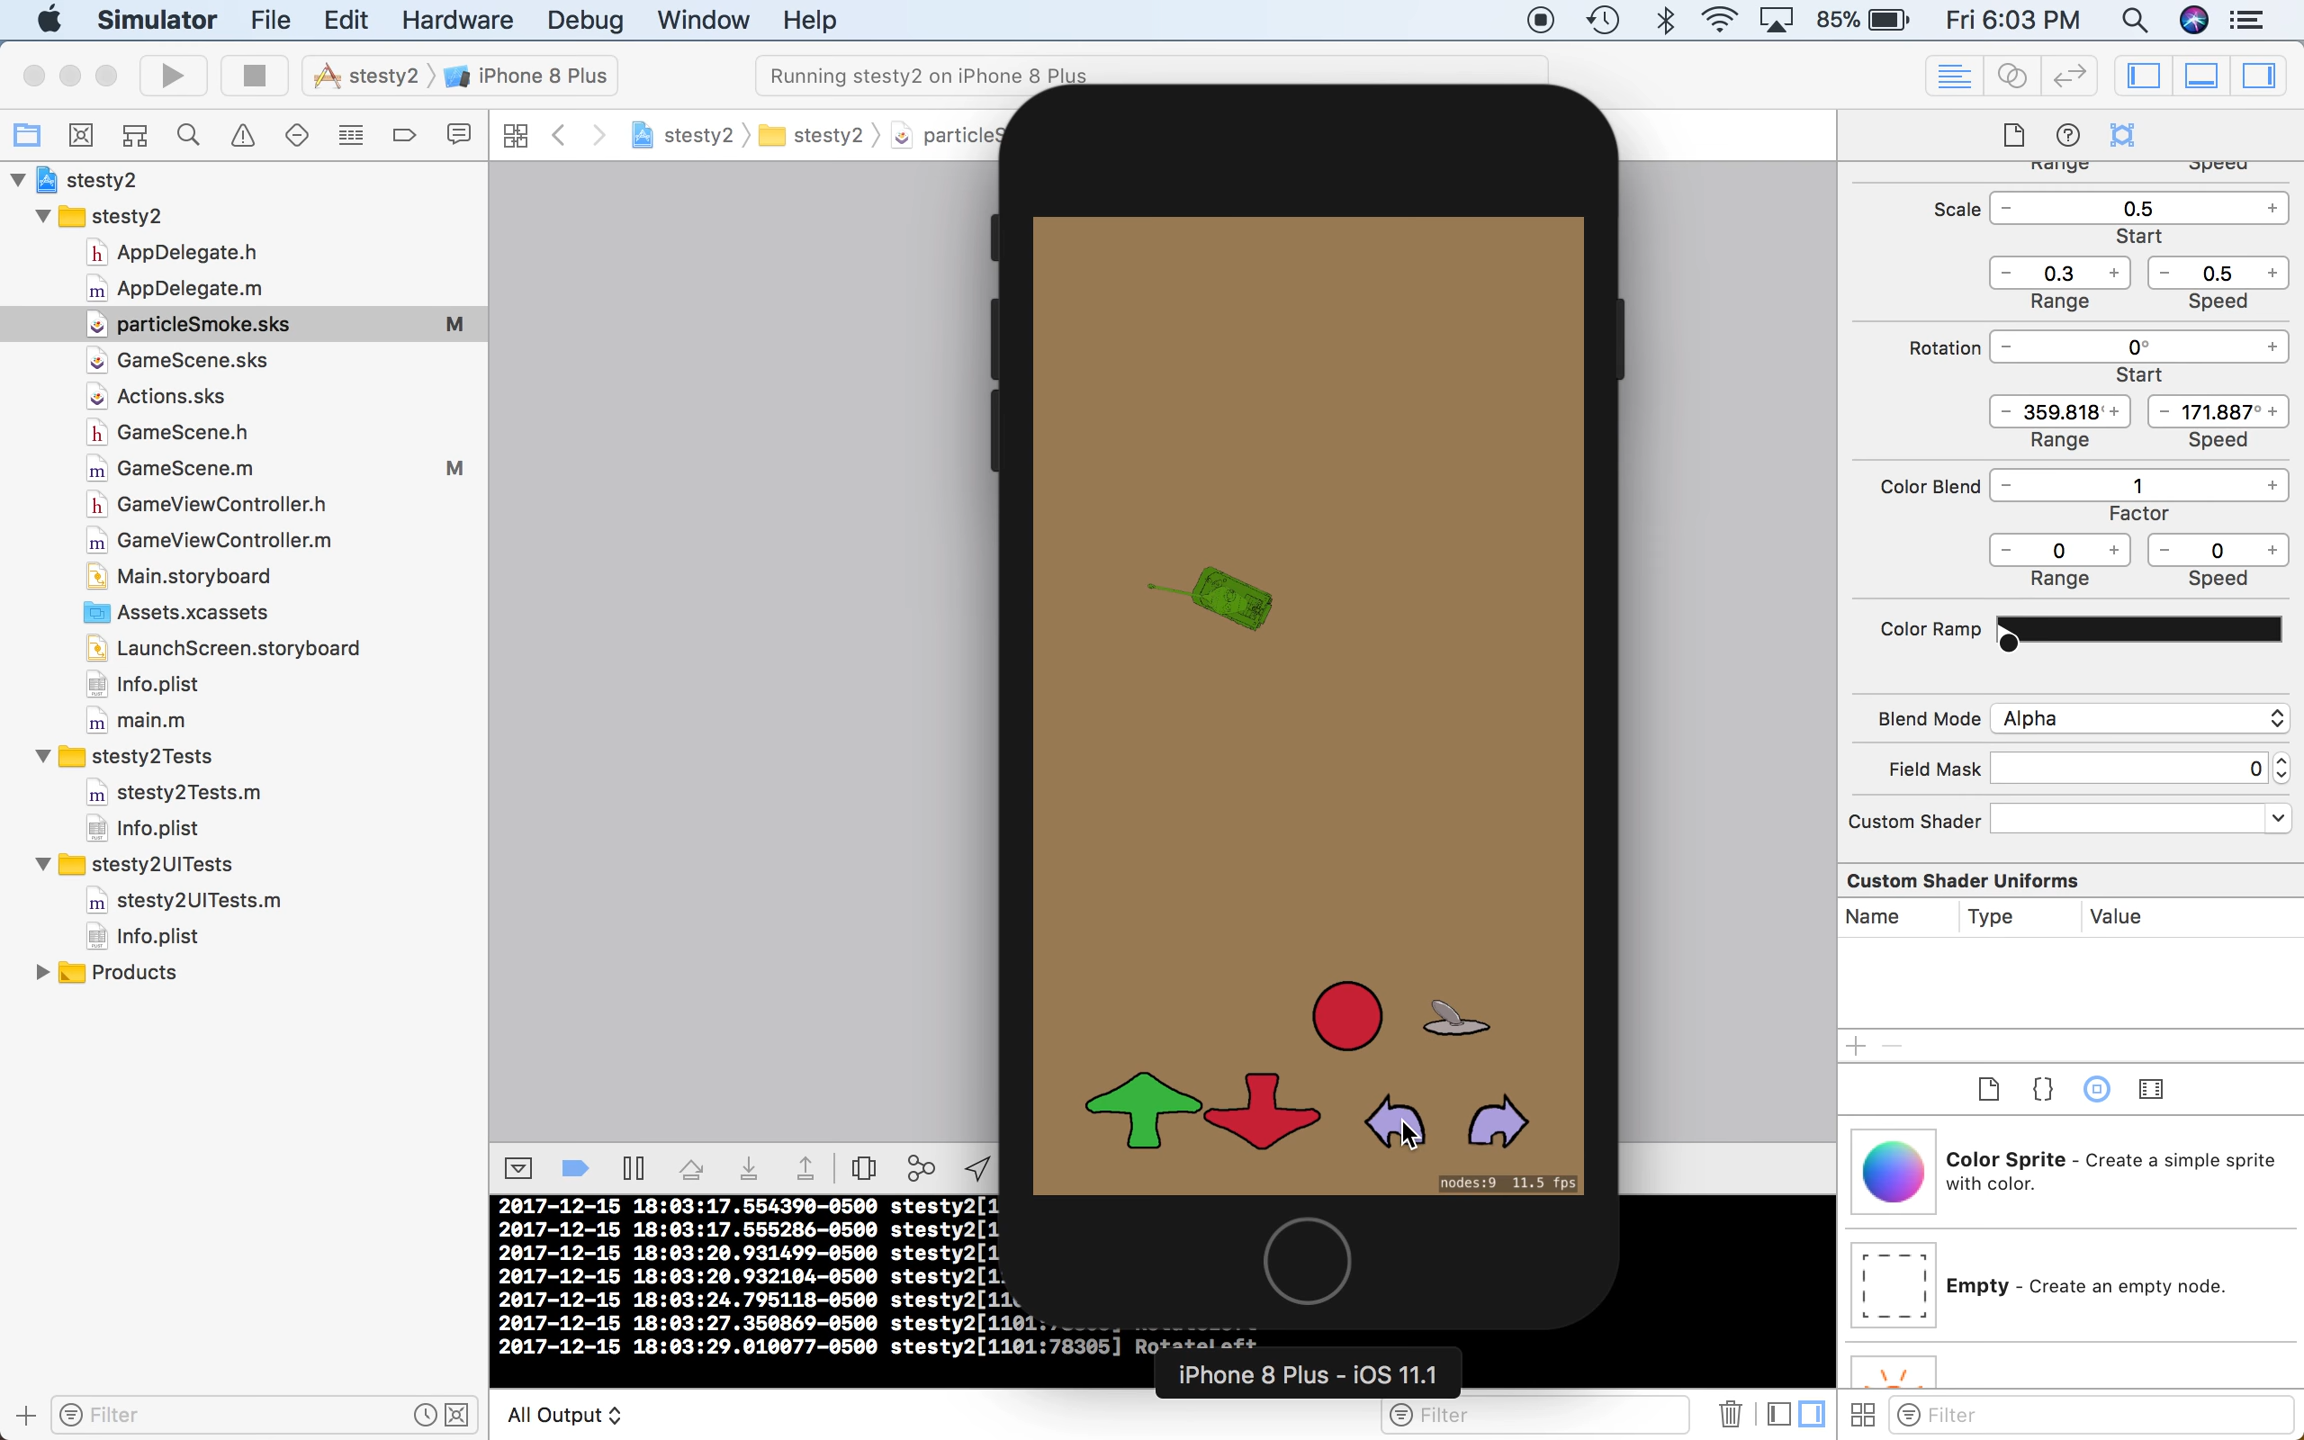 Simulator File Edit Hardware Debug Window Help 85% Fri 6:03 PM
stesty2 iPhone 8 Plus
Running stesty2 on iPhone 8 Plus
stesty2 stesty2 particleS
stesty2
stesty2
AppDelegate.h
AppDelegate.m
particleSmoke.sks M
GameScene.sks
Actions.sks
GameScene.h
GameScene.m M
GameViewController.h
GameViewController.m
Main.storyboard
Assets.xcassets
LaunchScreen.storyboard
Info.plist
main.m
stesty2Tests
stesty2Tests.m
Info.plist
stesty2UITests
stesty2UITests.m
Info.plist
Products
Filter
nodes:9 11.5 fps
2017-12-15 18:03:17.554390-0500 stesty2[1
2017-12-15 18:03:17.555286-0500 stesty2[1
2017-12-15 18:03:20.931499-0500 stesty2[1
2017-12-15 18:03:20.932104-0500 stesty2[1
2017-12-15 18:03:24.795118-0500 stesty2[110
2017-12-15 18:03:27.350869-0500 stesty2[1101:
2017-12-15 18:03:29.010077-0500 stesty2[1101:78305] RotateLeft
iPhone 8 Plus - iOS 11.1
All Output
Filter
Range Speed
Scale - 0.5 +
Start
- 0.3 + - 0.5 +
Range Speed
Rotation - 0° +
Start
- 359.818° + - 171.887° +
Range Speed
Color Blend - 1 +
Factor
- 0 + - 0 +
Range Speed
Color Ramp
Blend Mode Alpha
Field Mask 0
Custom Shader
Custom Shader Uniforms
Name Type Value
Color Sprite - Create a simple sprite
with color.
Empty - Create an empty node.
Filter